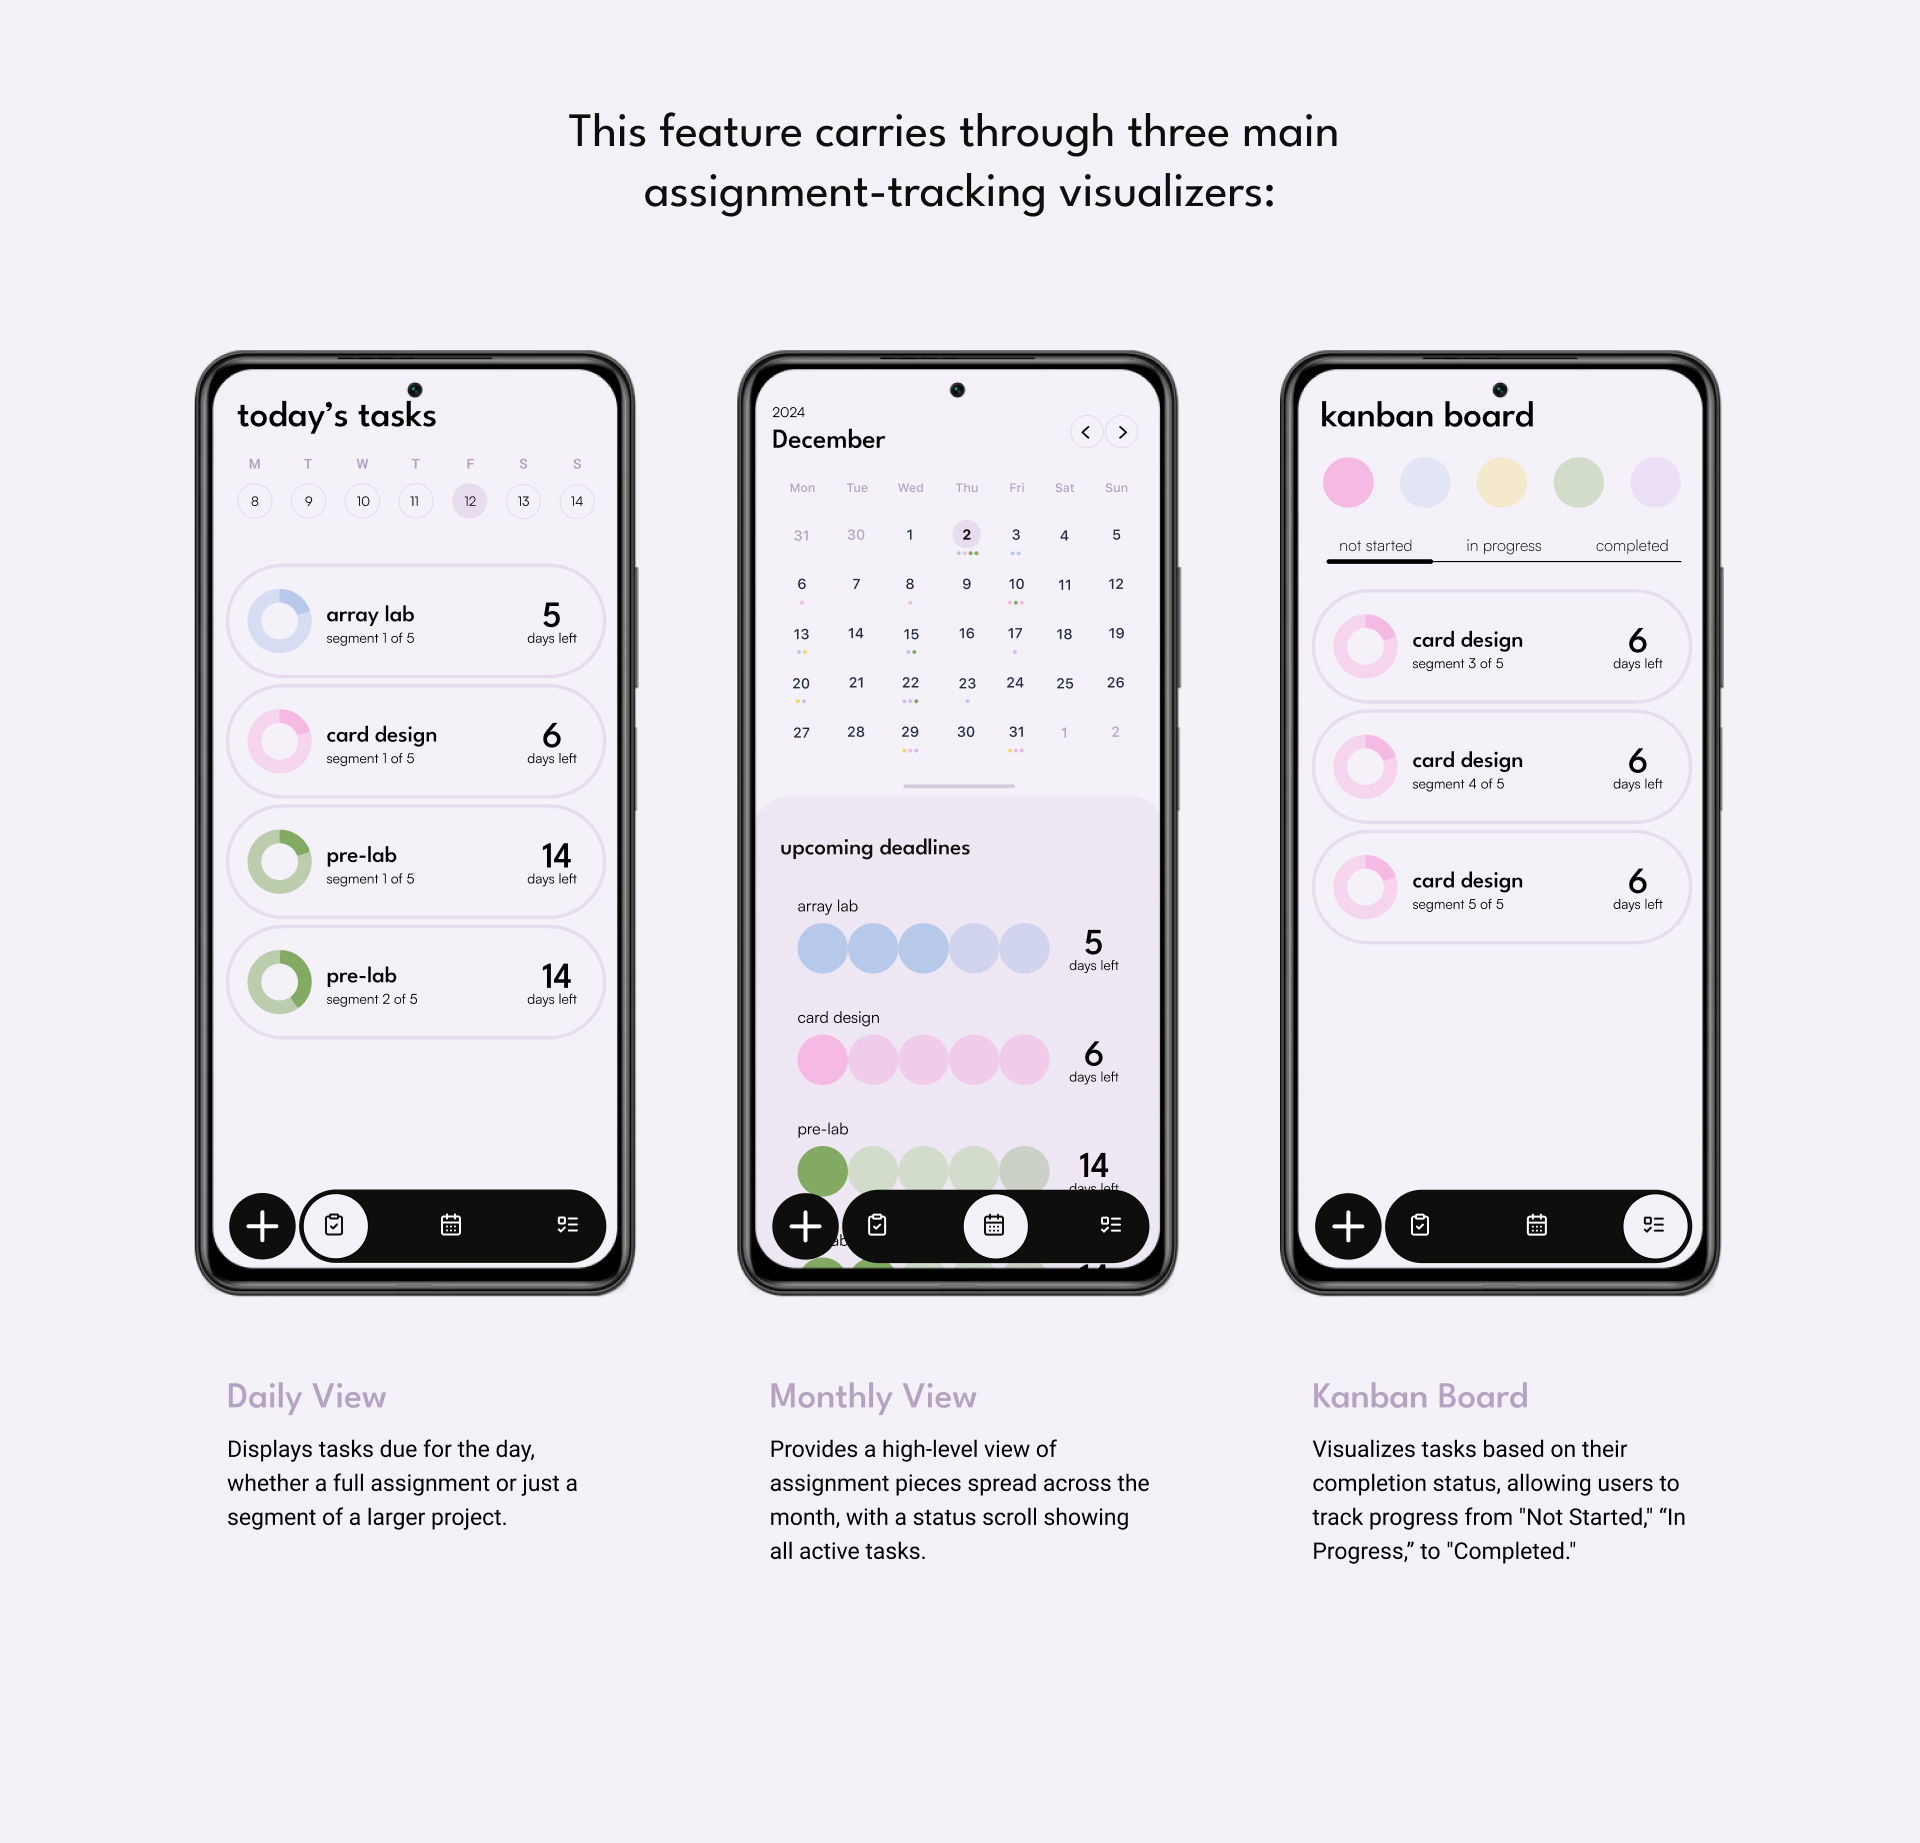 This feature carries through three main
assignment-tracking visualizers:
today’s tasks
M T W T F S S
8 9 10 11 12 13 14
array lab
segment 1 of 5
5
days left
card design
segment 1 of 5
6
days left
pre-lab
segment 1 of 5
14
days left
pre-lab
segment 2 of 5
14
days left
2024
December
Mon Tue Wed Thu Fri Sat Sun
31 30 1 2 3 4 5
6 7 8 9 10 11 12
13 14 15 16 17 18 19
20 21 22 23 24 25 26
27 28 29 30 31 1 2
upcoming deadlines
array lab
5
days left
card design
6
days left
pre-lab
14
days left
kanban board
not started in progress completed
card design
segment 3 of 5
6
days left
card design
segment 4 of 5
6
days left
card design
segment 5 of 5
6
days left
Daily View
Displays tasks due for the day,
whether a full assignment or just a
segment of a larger project.
Monthly View
Provides a high-level view of
assignment pieces spread across the
month, with a status scroll showing
all active tasks.
Kanban Board
Visualizes tasks based on their
completion status, allowing users to
track progress from "Not Started," “In
Progress,” to "Completed."